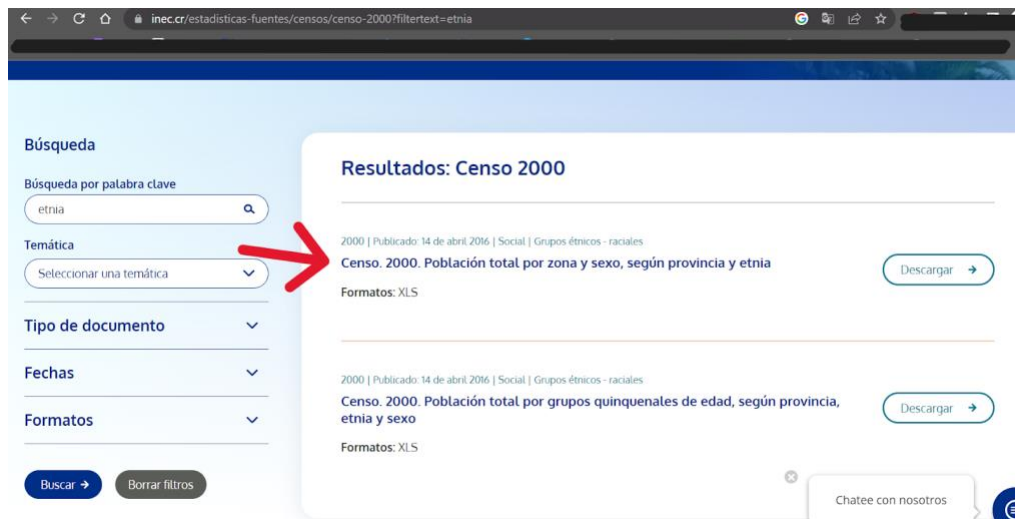 inec.cr/estadisticas-fuentes/censos/censo-2000?filtertext=etnia
Búsqueda
Búsqueda por palabra clave
etnia
Temática
Seleccionar una temática
Tipo de documento
Fechas
Formatos
Buscar →
Borrar filtros
Resultados: Censo 2000
2000 | Publicado: 14 de abril 2016 | Social | Grupos étnicos - raciales
Censo. 2000. Población total por zona y sexo, según provincia y etnia
Formatos: XLS
Descargar →
2000 | Publicado: 14 de abril 2016 | Social | Grupos étnicos - raciales
Censo. 2000. Población total por grupos quinquenales de edad, según provincia,
etnia y sexo
Formatos: XLS
Descargar →
Chatee con nosotros